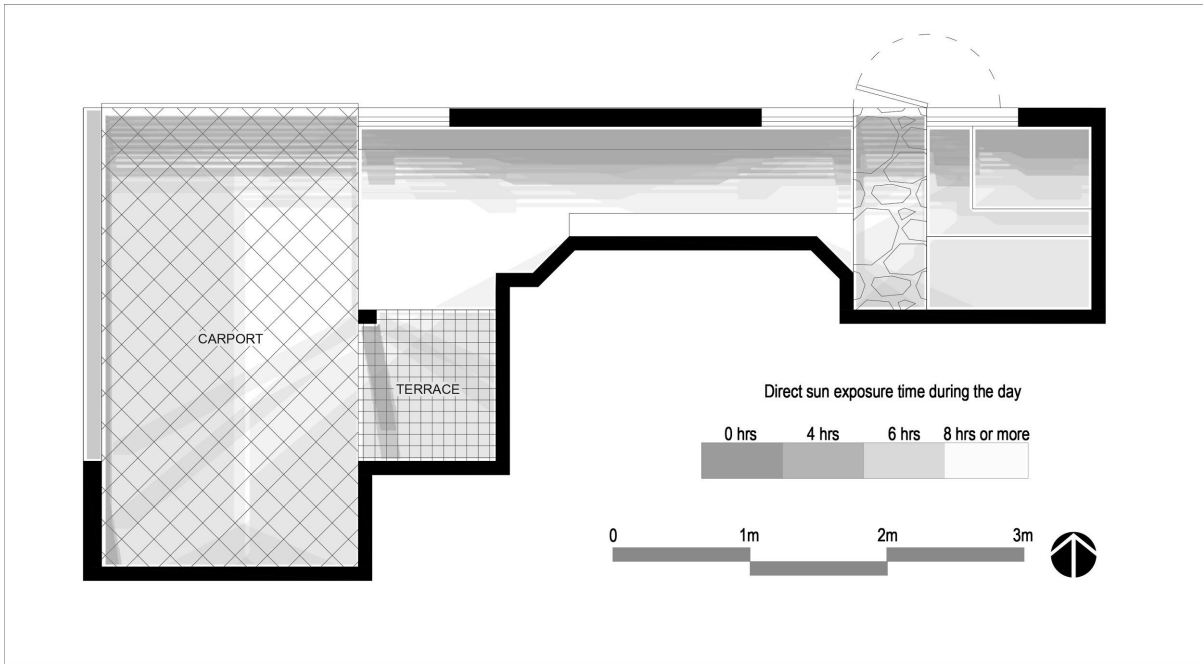 CARPORT
TERRACE
Direct sun exposure time during the day
0 hrs 4 hrs 6 hrs 8 hrs or more
0 1m 2m 3m